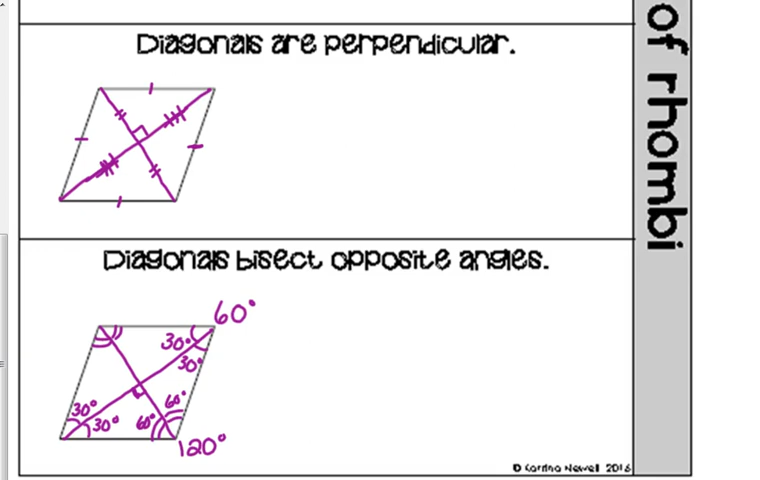 Diagonals are perpendicular.
of rhombi
Diagonals bisect opposite angles.
60°
30°
30°
30°
30°
60°
60°
120°
© Katrina Newell 2016